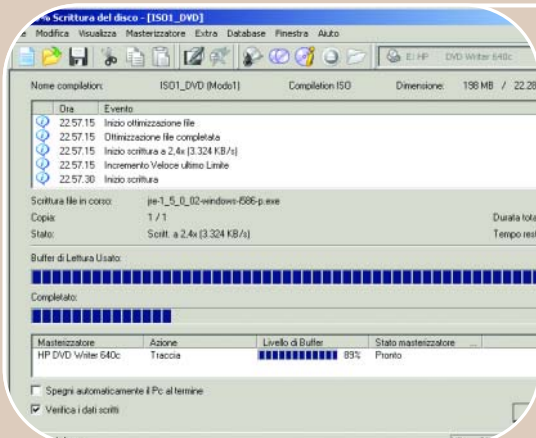 % Scrittura del disco - [ISO1_DVD]
Modifica Visualizza Masterizzatore Extra Database Finestra Aiuto
E: HP DVD Writer 640c
Nome compilation: ISO1_DVD (Modo1) Compilation ISO Dimensione: 198 MB / 22.28
Ora Evento
22.57.15 Inizio ottimizzazione file
22.57.15 Ottimizzazione file completata
22.57.15 Inizio scrittura a 2,4x (3.324 KB/s)
22.57.15 Incremento Veloce ultimo Limite
22.57.30 Inizio scrittura
Scrittura file in corso: jre-1_5_0_02-windows-i586-p.exe
Copia: 1 / 1 Durata tota
Stato: Scritt. a 2,4x (3.324 KB/s) Tempo rest
Buffer di Lettura Usato:
Completato:
Masterizzatore Azione Livello di Buffer Stato masterizzatore ...
HP DVD Writer 640c Traccia 89% Pronto
Spegni automaticamente il Pc al termine
Verifica i dati scritti